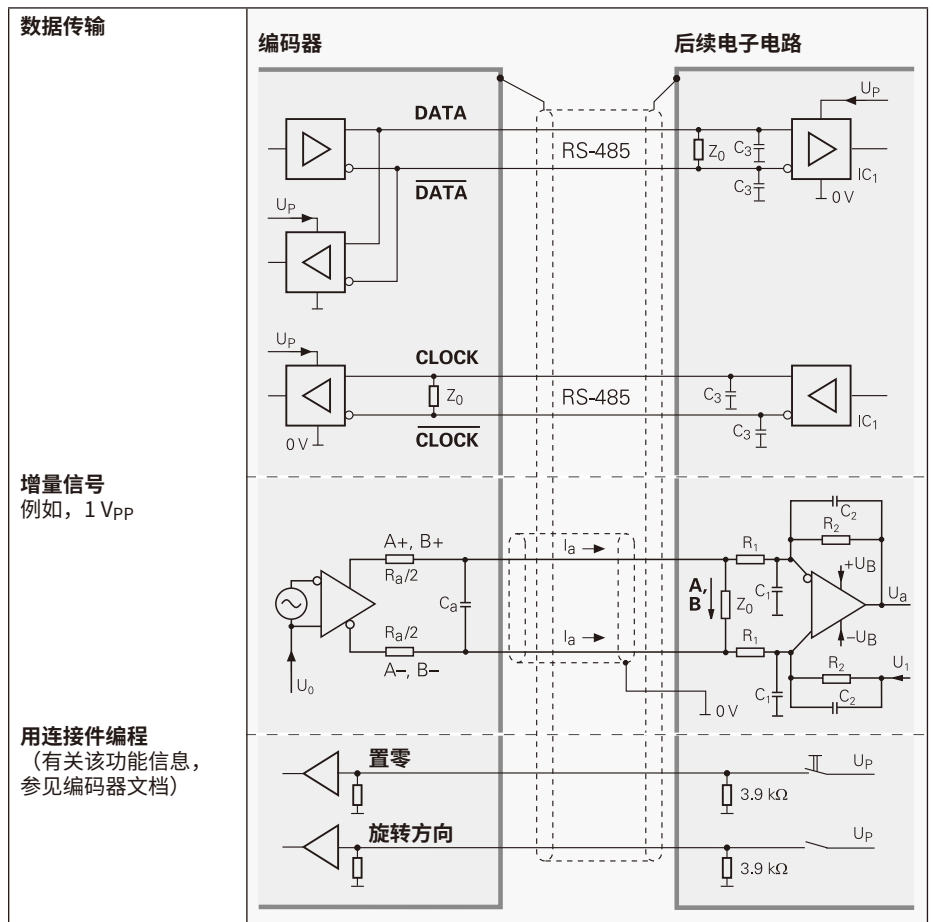 数据传输
编码器
后续电子电路
DATA
RS-485
DATA
Z0
C3
C3
UP
IC1
0 V
UP
UP
CLOCK
Z0
RS-485
CLOCK
0 V
C3
C3
IC1
增量信号
例如，1 VPP
A+, B+
Ra/2
Ca
Ra/2
A–, B–
U0
Ia
Ia
0 V
A,
B
Z0
R1
C1
R1
C1
C2
R2
+UB
Ua
–UB
R2
U1
C2
用连接件编程
（有关该功能信息，
参见编码器文档）
置零
3.9 kΩ
UP
旋转方向
3.9 kΩ
UP